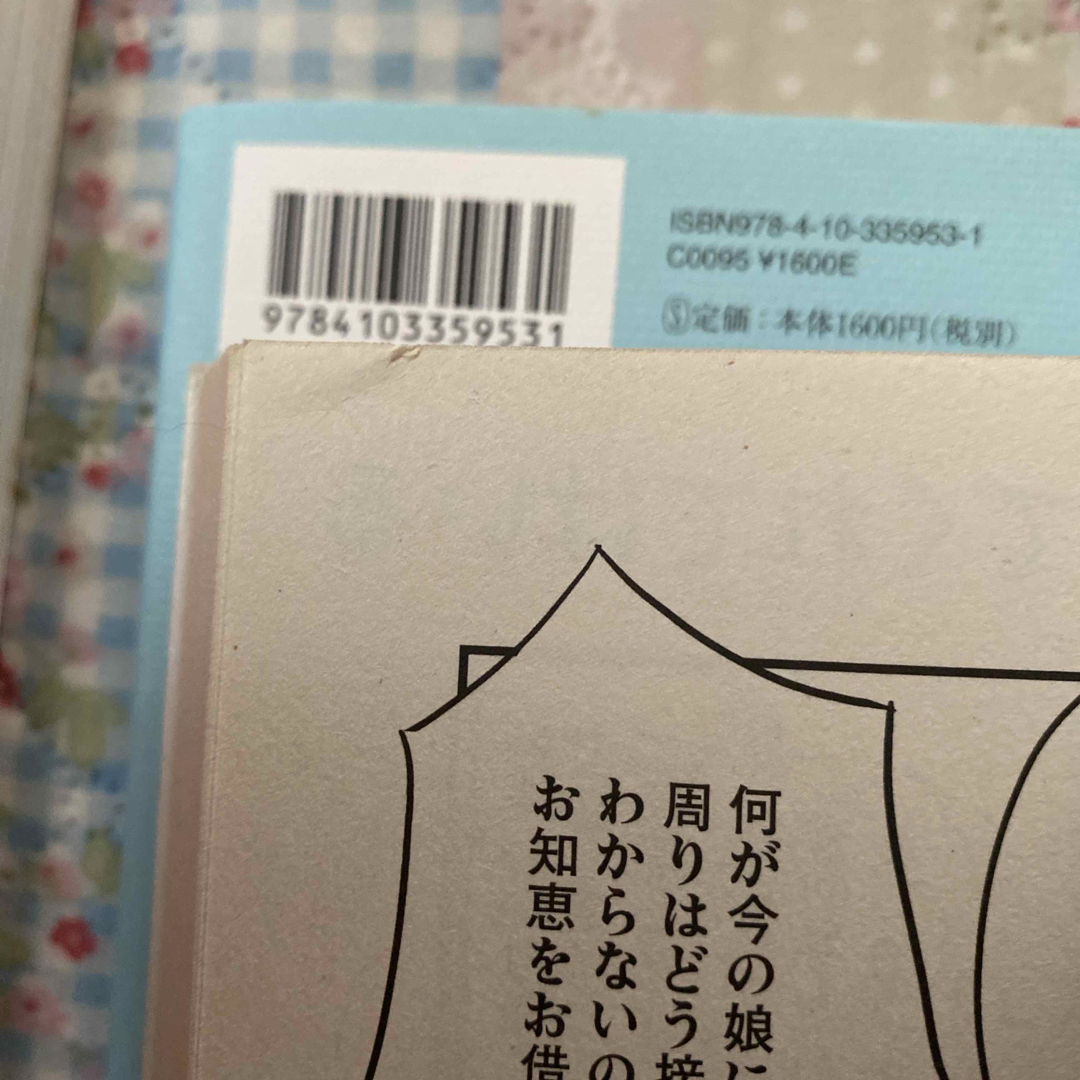 9784103359531
ISBN978-4-10-335953-1
C0095 ¥1600E
Ⓢ定価：本体1600円（税別）
何が今の娘に
周りはどう接
わからないの
お知恵をお借